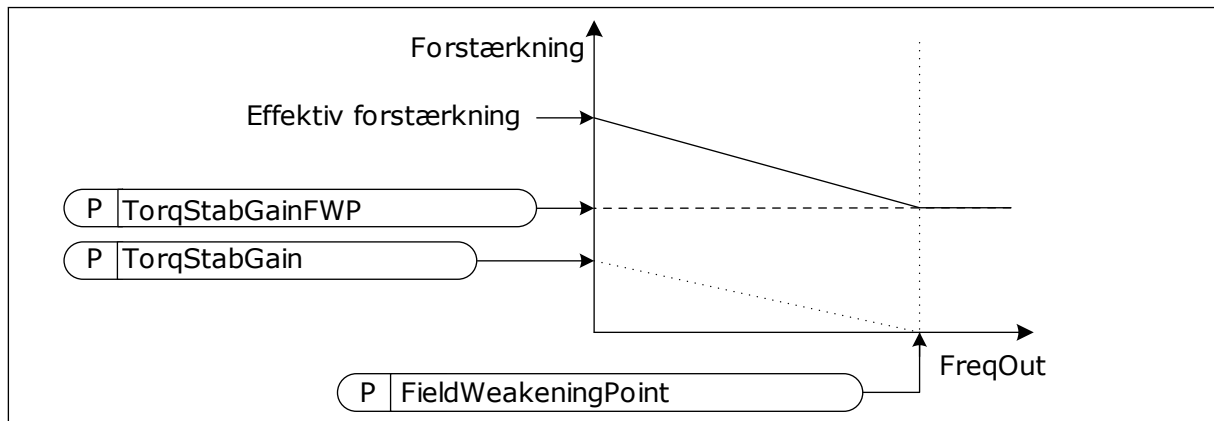 Forstærkning
Effektiv forstærkning
P TorqStabGainFWP
P TorqStabGain
FreqOut
P FieldWeakeningPoint